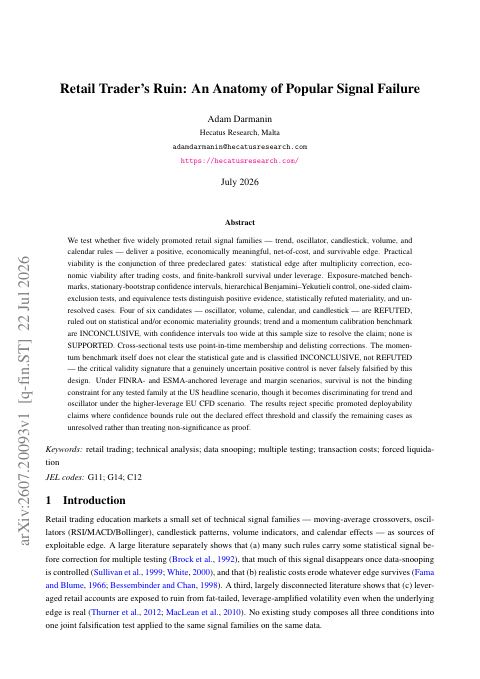 Retail Trader's Ruin: An Anatomy of Popular Signal Failure
Adam Darmanin
Hecatus Research, Malta
adamdarmanin@hecatusresearch.com
https://hecatusresearch.com/
July 2026
Abstract
We test whether five widely promoted retail signal families — trend, oscillator, candlestick, volume, and
calendar rules — deliver a positive, economically meaningful, net-of-cost, and survivable edge. Practical
viability is the conjunction of three predeclared gates: statistical edge after multiplicity correction, eco-
nomic viability after trading costs, and finite-bankroll survival under leverage. Exposure-matched bench-
marks, stationary-bootstrap confidence intervals, hierarchical Benjamini–Yekutieli control, one-sided claim-
exclusion tests, and equivalence tests distinguish positive evidence, statistically refuted materiality, and un-
resolved cases. Four of six candidates — oscillator, volume, calendar, and candlestick — are REFUTED,
ruled out on statistical and/or economic materiality grounds; trend and a momentum calibration benchmark
are INCONCLUSIVE, with confidence intervals too wide at this sample size to resolve the claim; none is
SUPPORTED. Cross-sectional tests use point-in-time membership and delisting corrections. The momen-
tum benchmark itself does not clear the statistical gate and is classified INCONCLUSIVE, not REFUTED
— the critical validity signature that a genuinely uncertain positive control is never falsely falsified by this
design. Under FINRA- and ESMA-anchored leverage and margin scenarios, survival is not the binding
constraint for any tested family at the US headline scenario, though it becomes discriminating for trend and
oscillator under the higher-leverage EU CFD scenario. The results reject specific promoted deployability
claims where confidence bounds rule out the declared effect threshold and classify the remaining cases as
unresolved rather than treating non-significance as proof.
Keywords: retail trading; technical analysis; data snooping; multiple testing; transaction costs; forced liquida-
tion
JEL codes: G11; G14; C12
1 Introduction
Retail trading education markets a small set of technical signal families — moving-average crossovers, oscil-
lators (RSI/MACD/Bollinger), candlestick patterns, volume indicators, and calendar effects — as sources of
exploitable edge. A large literature separately shows that (a) many such rules carry some statistical signal be-
fore correction for multiple testing (Brock et al., 1992), that much of this signal disappears once data-snooping
is controlled (Sullivan et al., 1999; White, 2000), and that (b) realistic costs erode whatever edge survives (Fama
and Blume, 1966; Bessembinder and Chan, 1998). A third, largely disconnected literature shows that (c) lever-
aged retail accounts are exposed to ruin from fat-tailed, leverage-amplified volatility even when the underlying
edge is real (Thurner et al., 2012; MacLean et al., 2010). No existing study composes all three conditions into
one joint falsification test applied to the same signal families on the same data.
arXiv:2607.20093v1 [q-fin.ST] 22 Jul 2026